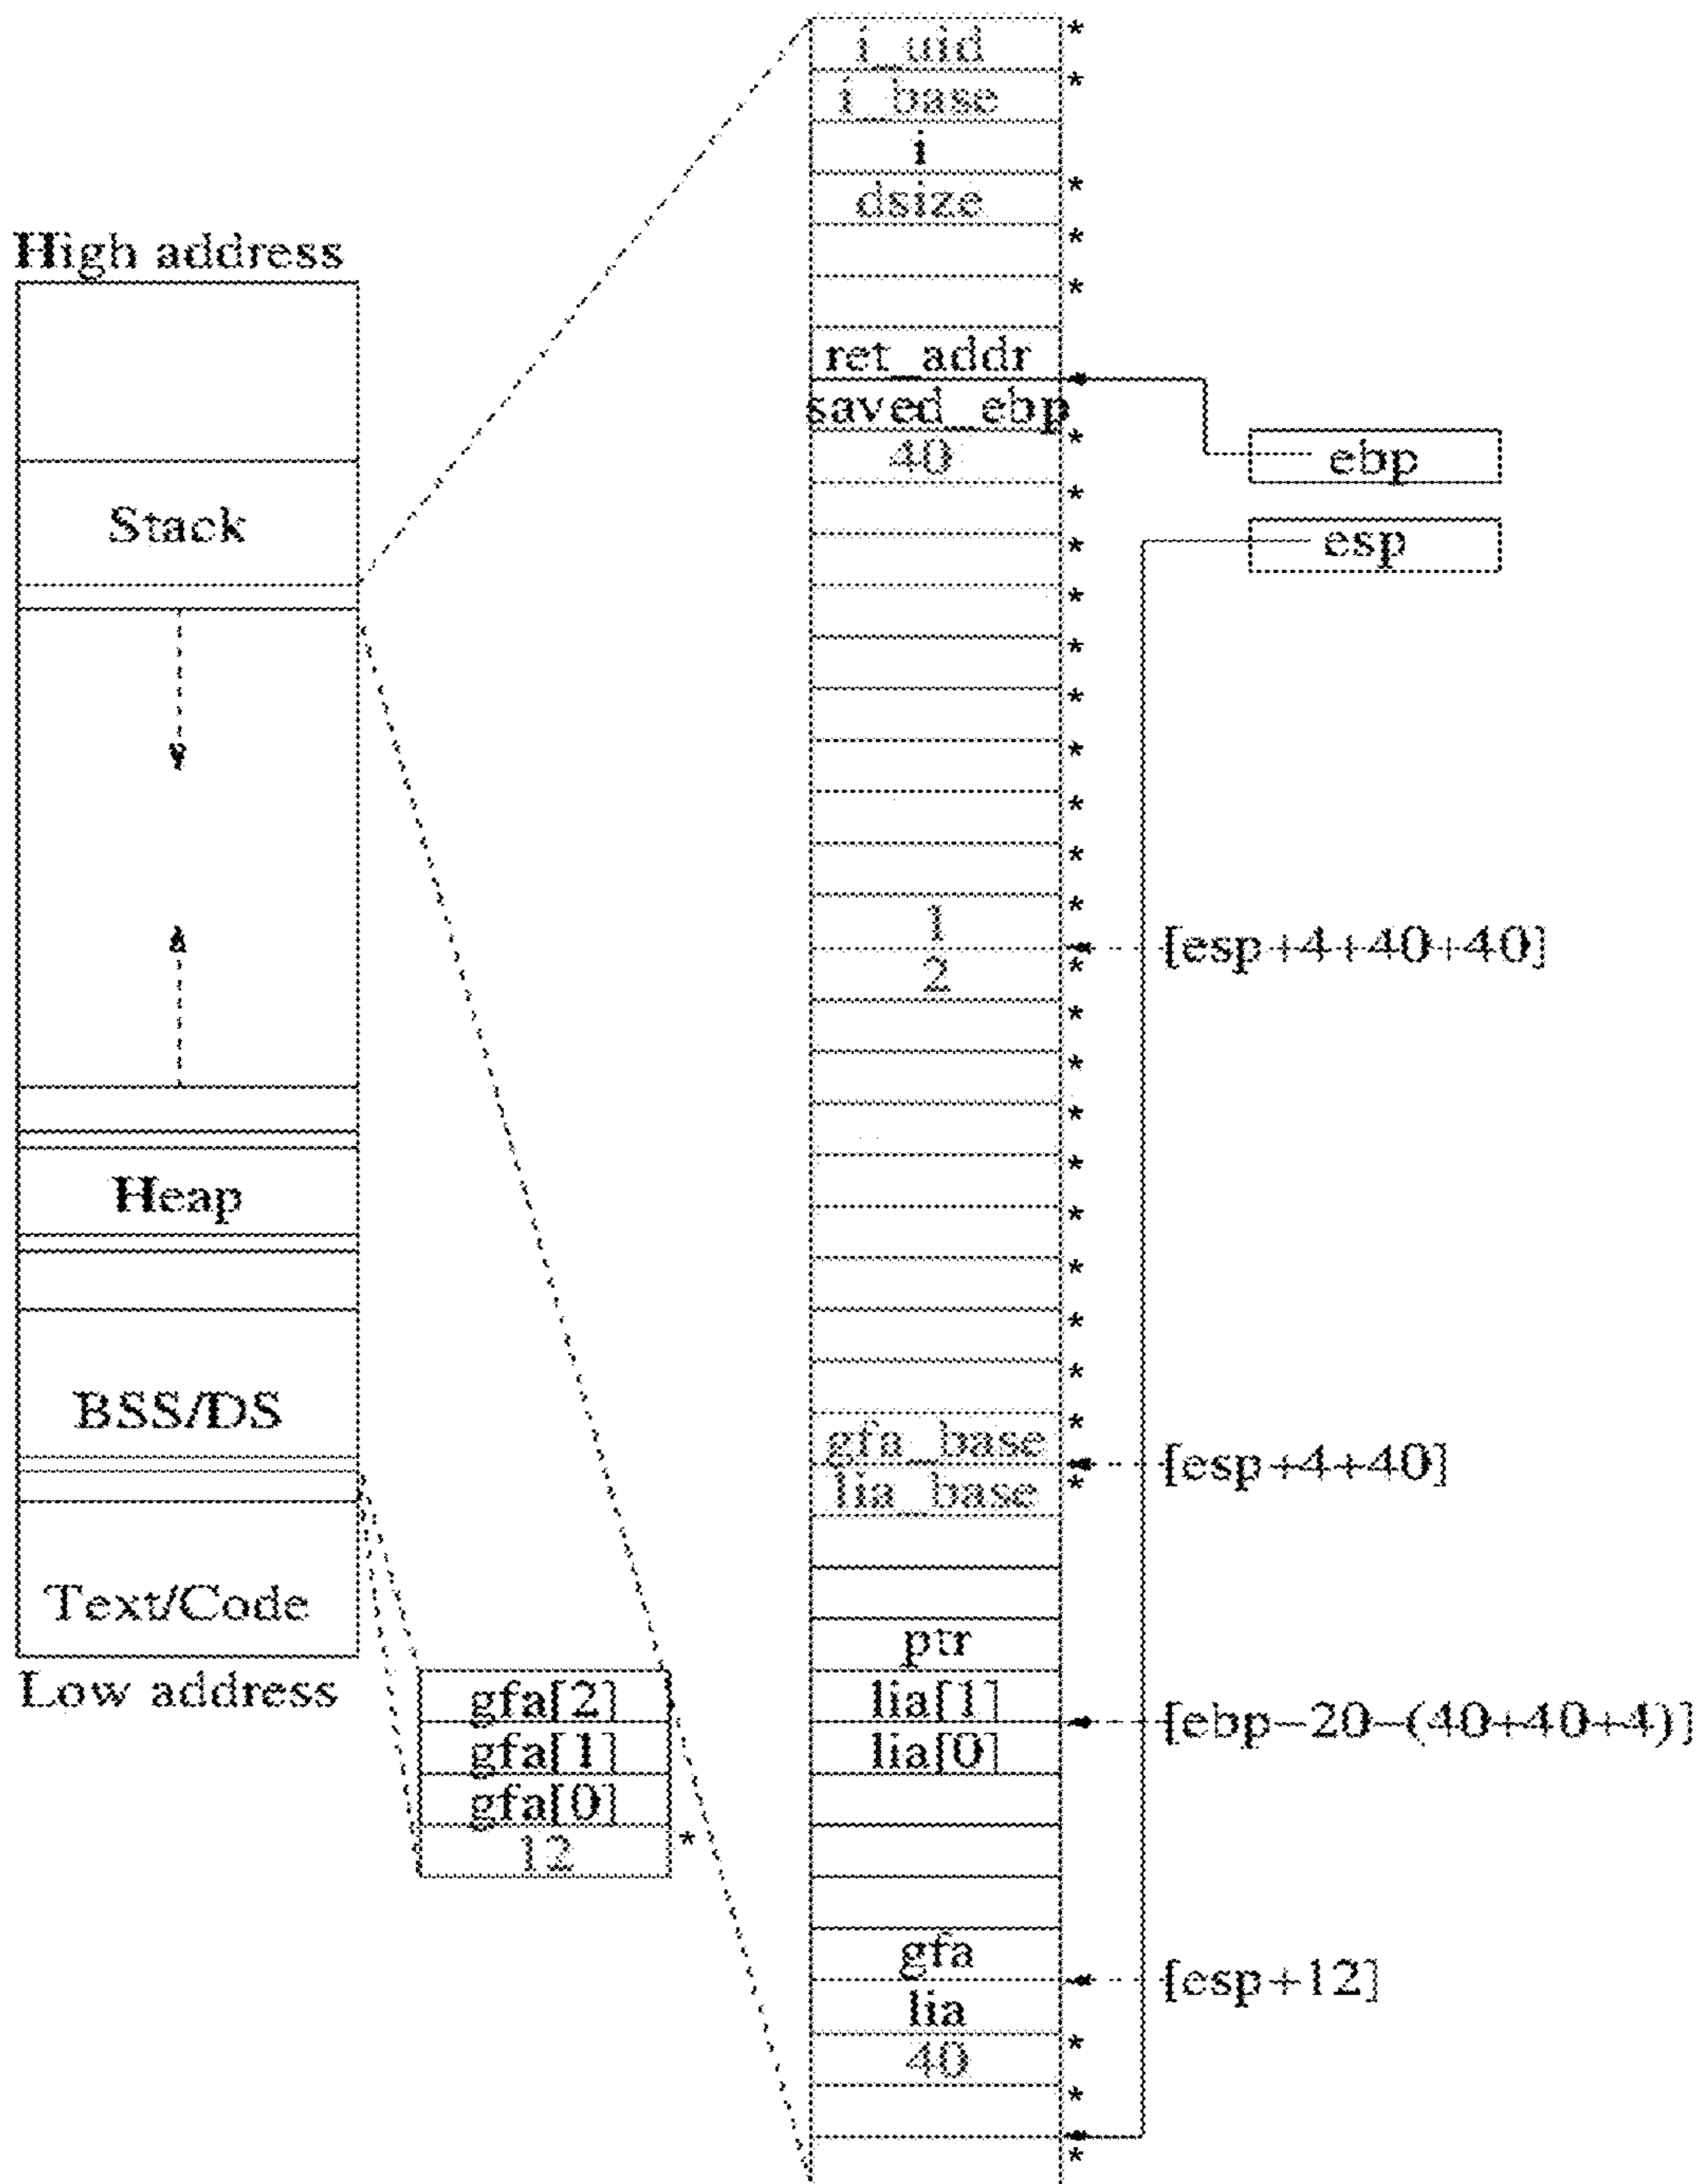 High address
Stack
Heap
BSS/DS
Text/Code
Low address
gfa[2]
gfa[1]
gfa[0]
12 *
i_uid *
i_base *
i
dsize *
*
*
ret_addr
saved_ebp
40 *
*
*
*
*
*
*
*
*
1 *
2 *
*
*
*
*
*
*
*
*
gfa_base *
lia_base *
ptr
lia[1]
lia[0]
gfa
lia
40 *
*
*
ebp
esp
[esp+4+40+40]
[esp+4+40]
[ebp-20-(40+40+4)]
[esp+12]